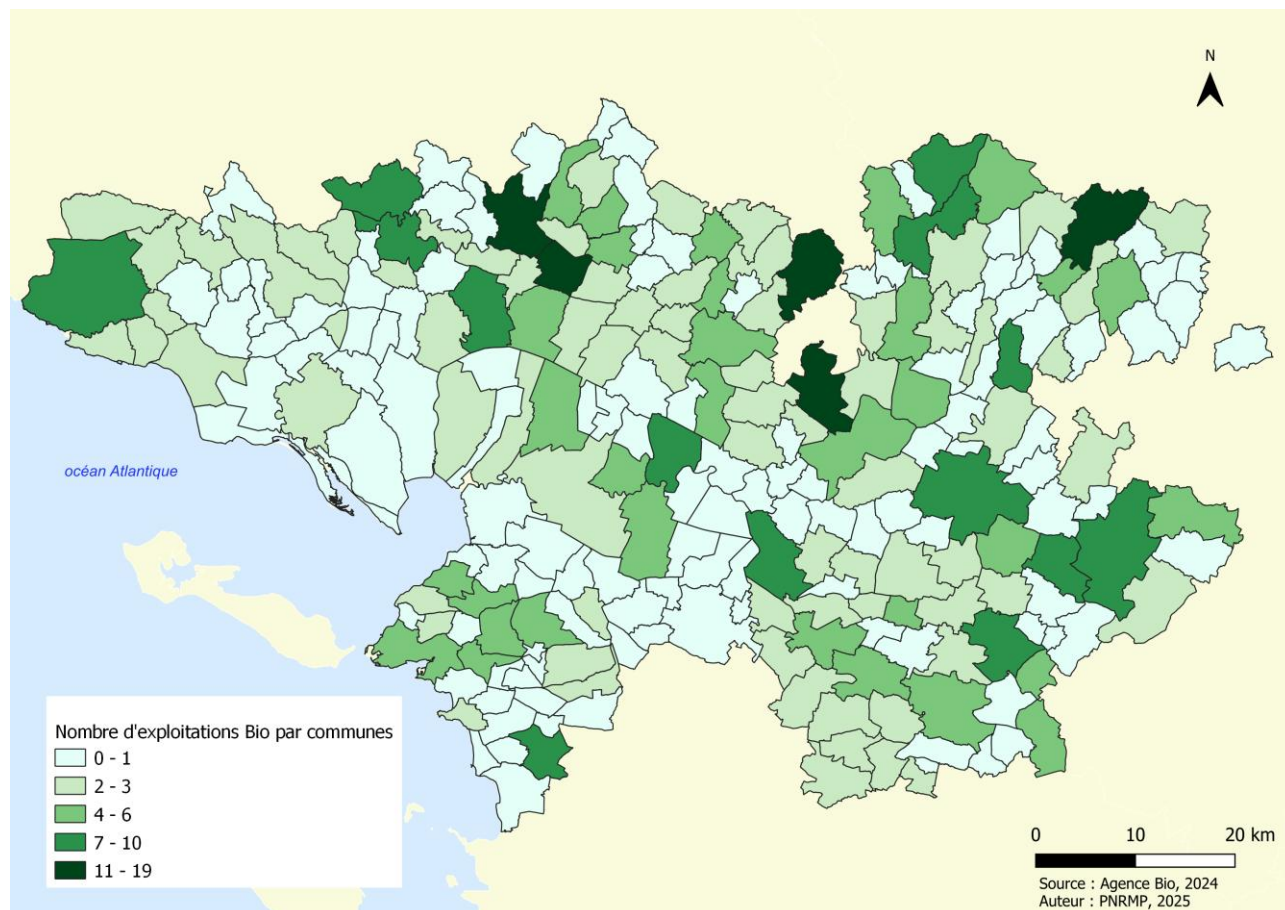 N
océan Atlantique
Nombre d'exploitations Bio par communes
0 - 1
2 - 3
4 - 6
7 - 10
11 - 19
0 10 20 km
Source : Agence Bio, 2024
Auteur : PNRMP, 2025